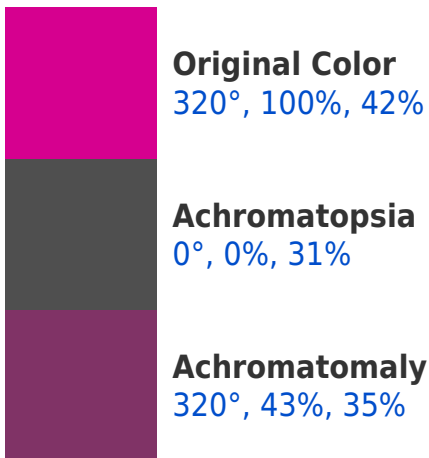 Original Color
320°, 100%, 42%
Achromatopsia
0°, 0%, 31%
Achromatomaly
320°, 43%, 35%